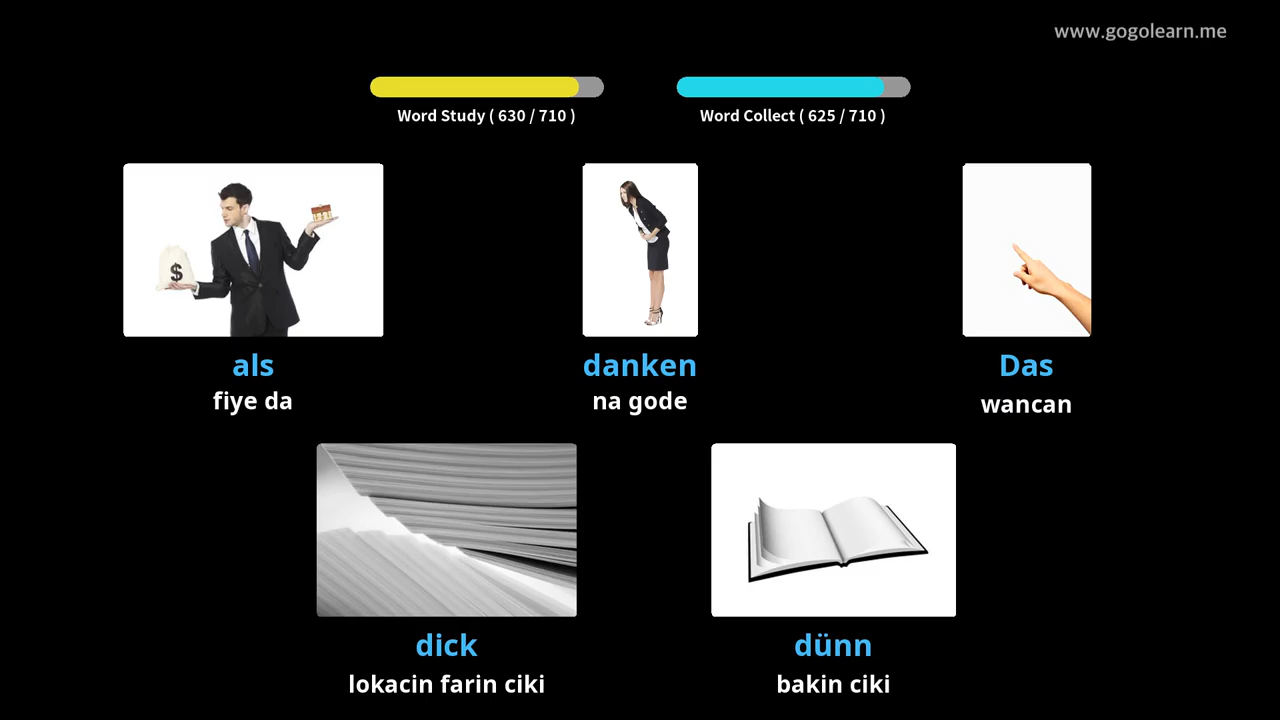 www.gogolearn.me
Word Study ( 630 / 710 )
Word Collect ( 625 / 710 )
$
als
fiye da
danken
na gode
Das
wancan
dick
lokacin farin ciki
dünn
bakin ciki